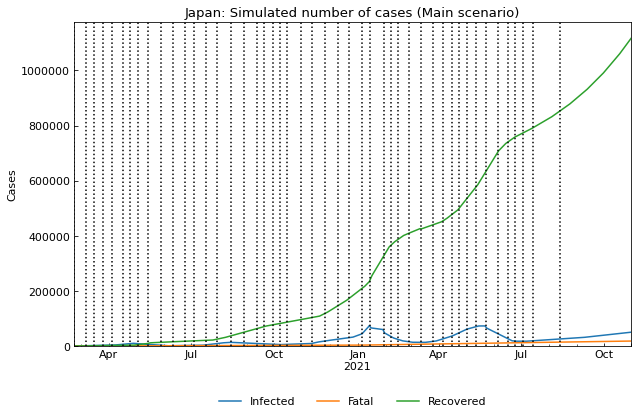 Japan: Simulated number of cases (Main scenario)
1000000
800000
600000
400000
200000
0
Cases
Apr Jul Oct Jan Apr Jul Oct
2021
Infected Fatal Recovered